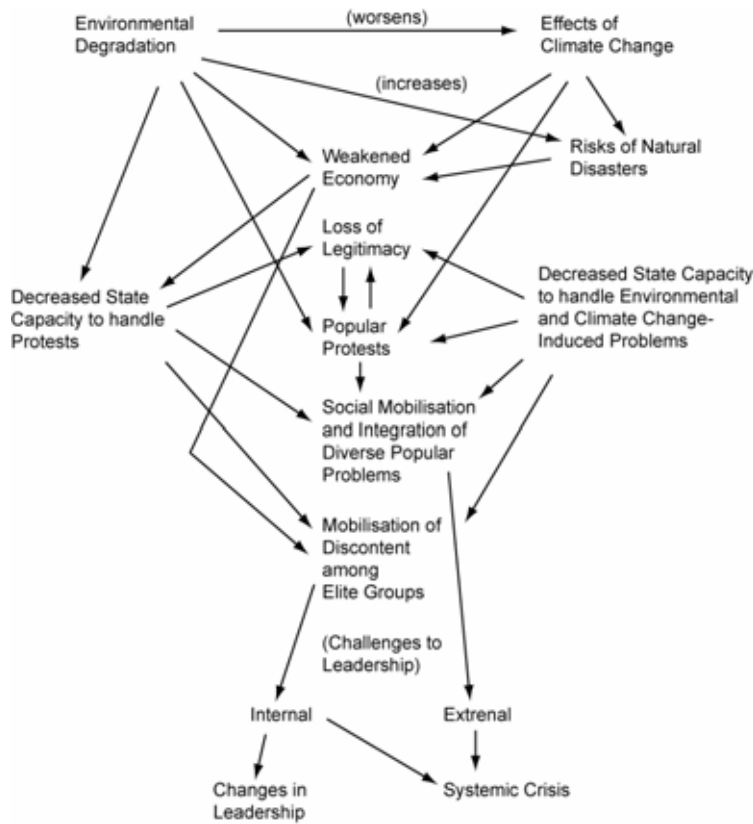 Environmental
Degradation
(worsens)
Effects of
Climate Change
(increases)
Risks of Natural
Disasters
Weakened
Economy
Loss of
Legitimacy
Decreased State
Capacity to handle
Protests
Popular
Protests
Decreased State Capacity
to handle Environmental
and Climate Change-
Induced Problems
Social Mobilisation
and Integration of
Diverse Popular
Problems
Mobilisation of
Discontent
among
Elite Groups
(Challenges to
Leadership)
Internal
Extrenal
Changes in
Leadership
Systemic Crisis